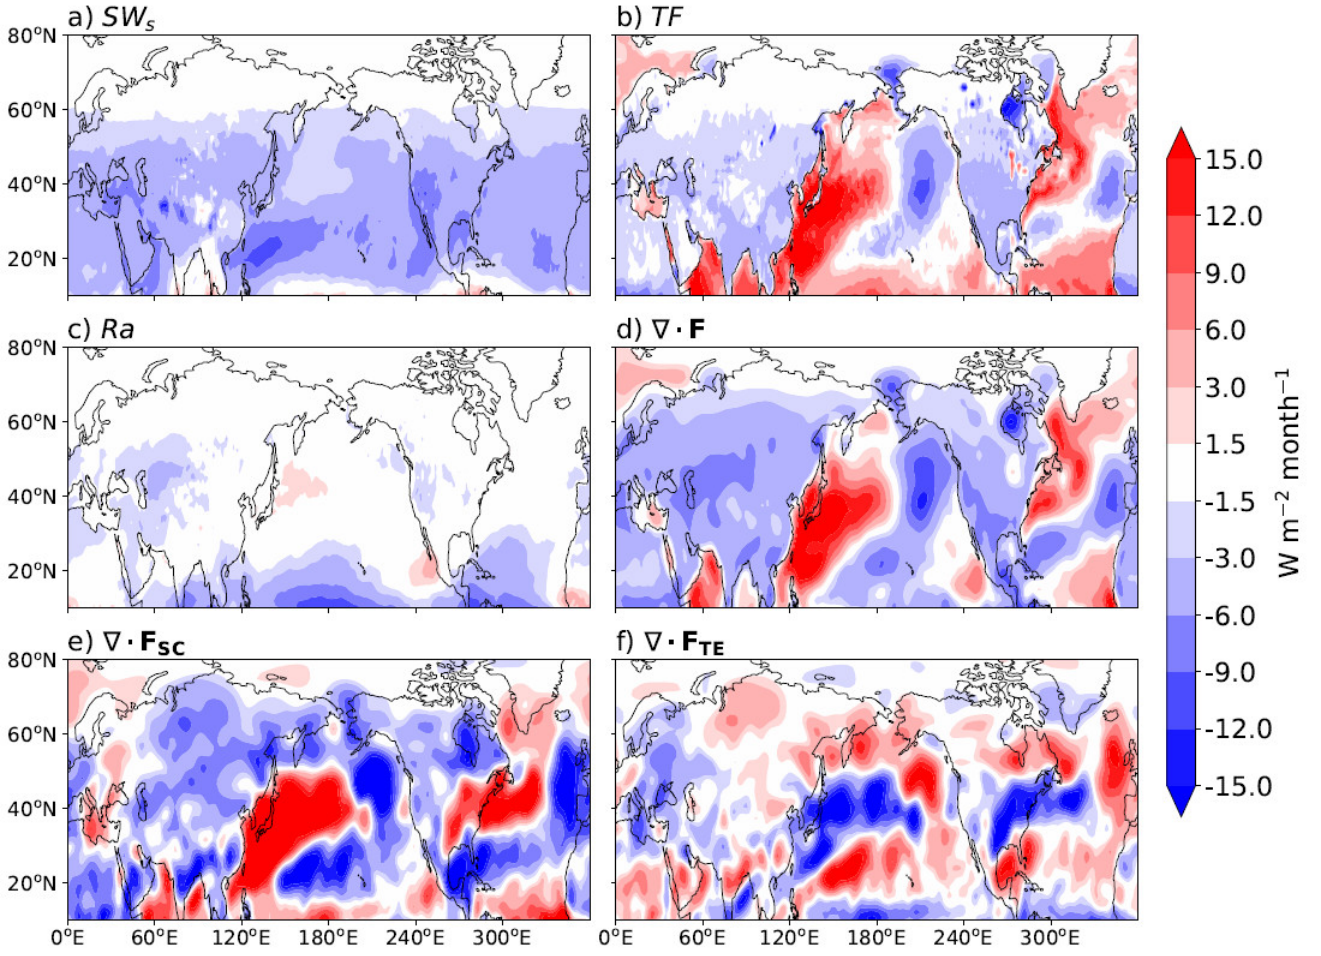 a) SWₛ
b) TF
80°N
60°N
40°N
20°N
c) Ra
d) ∇ · F
80°N
60°N
40°N
20°N
e) ∇ · F_SC
f) ∇ · F_TE
80°N
60°N
40°N
20°N
0°E 60°E 120°E 180°E 240°E 300°E
0°E 60°E 120°E 180°E 240°E 300°E
15.0
12.0
9.0
6.0
3.0
1.5
-1.5
-3.0
-6.0
-9.0
-12.0
-15.0
W m⁻² month⁻¹